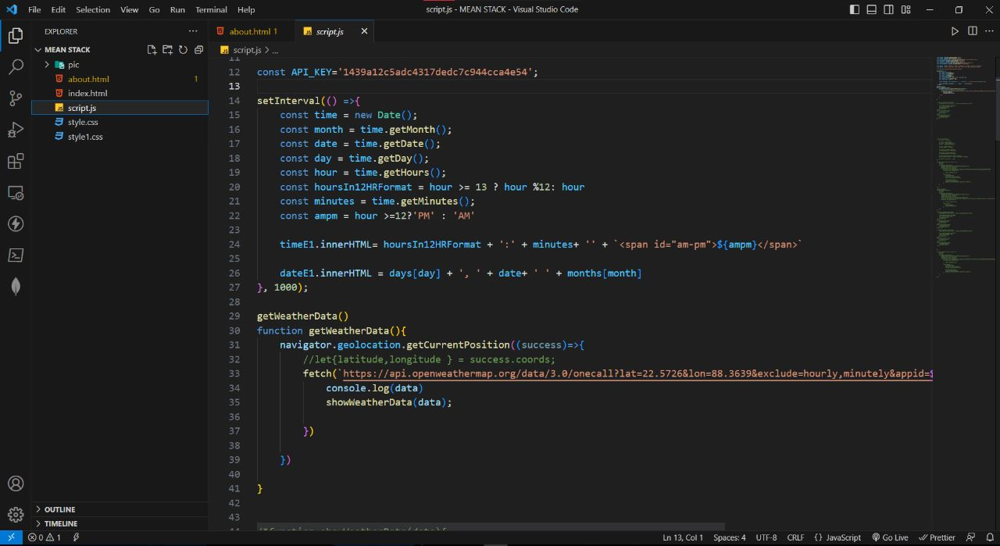 File Edit Selection View Go Run Terminal Help
script.js - MEAN STACK - Visual Studio Code
EXPLORER
MEAN STACK
pic
about.html 1
index.html
script.js
style.css
style1.css
OUTLINE
TIMELINE
about.html 1
script.js
script.js > ...
11
12 const API_KEY='1439a12c5adc4317dedc7c944cca4e54';
13
14 setInterval(() =>{
15 const time = new Date();
16 const month = time.getMonth();
17 const date = time.getDate();
18 const day = time.getDay();
19 const hour = time.getHours();
20 const hoursIn12HRFormat = hour >= 13 ? hour %12: hour
21 const minutes = time.getMinutes();
22 const ampm = hour >=12?'PM' : 'AM'
23
24 timeE1.innerHTML= hoursIn12HRFormat + ':' + minutes+ '' + `<span id="am-pm">${ampm}</span>`
25
26 dateE1.innerHTML = days[day] + ', ' + date+ ' ' + months[month]
27 }, 1000);
28
29 getWeatherData()
30 function getWeatherData(){
31 navigator.geolocation.getCurrentPosition((success)=>{
32 //let{latitude,longitude } = success.coords;
33 fetch(`https://api.openweathermap.org/data/3.0/onecall?lat=22.5726&lon=88.3639&exclude=hourly,minutely&appid=$
34 console.log(data)
35 showWeatherData(data);
36
37 })
38
39 })
40
41 }
42
43
44 /*function showWeatherData(data){
0 1
Ln 13, Col 1 Spaces: 4 UTF-8 CRLF {} JavaScript Go Live Prettier